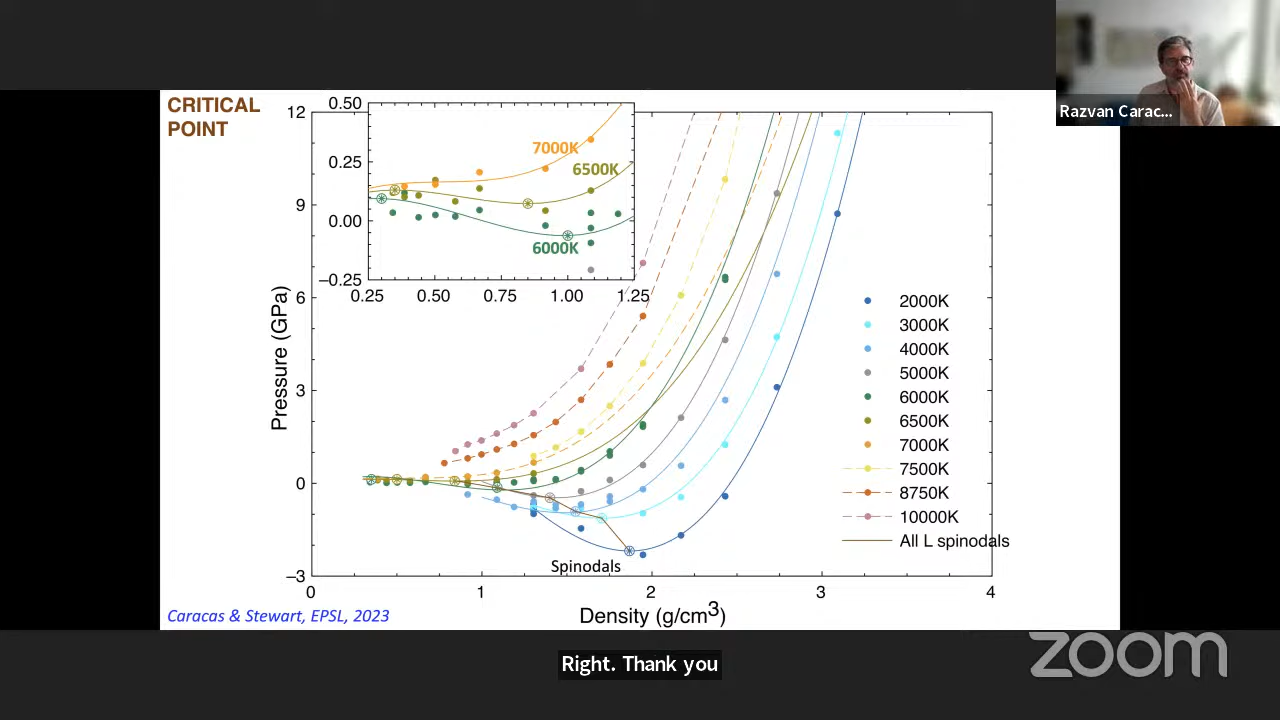 CRITICAL
POINT
Razvan Carac...
0.50
0.25
0.00
−0.25
0.25 0.50 0.75 1.00 1.25
7000K
6500K
6000K
12
9
6
3
0
−3
Pressure (GPa)
0 1 2 3 4
Density (g/cm3)
2000K
3000K
4000K
5000K
6000K
6500K
7000K
7500K
8750K
10000K
All L spinodals
Spinodals
Caracas & Stewart, EPSL, 2023
Right. Thank you
zoom